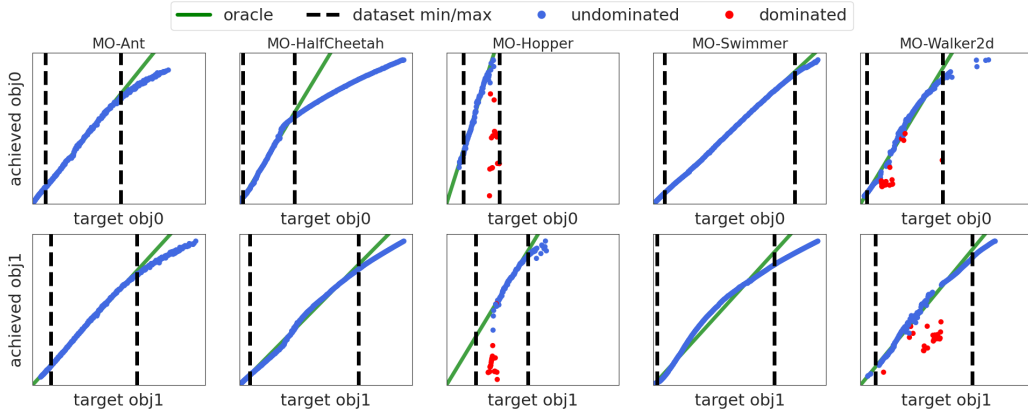 oracle dataset min/max undominated dominated
MO-Ant MO-HalfCheetah MO-Hopper MO-Swimmer MO-Walker2d
achieved obj0
target obj0 target obj0 target obj0 target obj0 target obj0
achieved obj1
target obj1 target obj1 target obj1 target obj1 target obj1